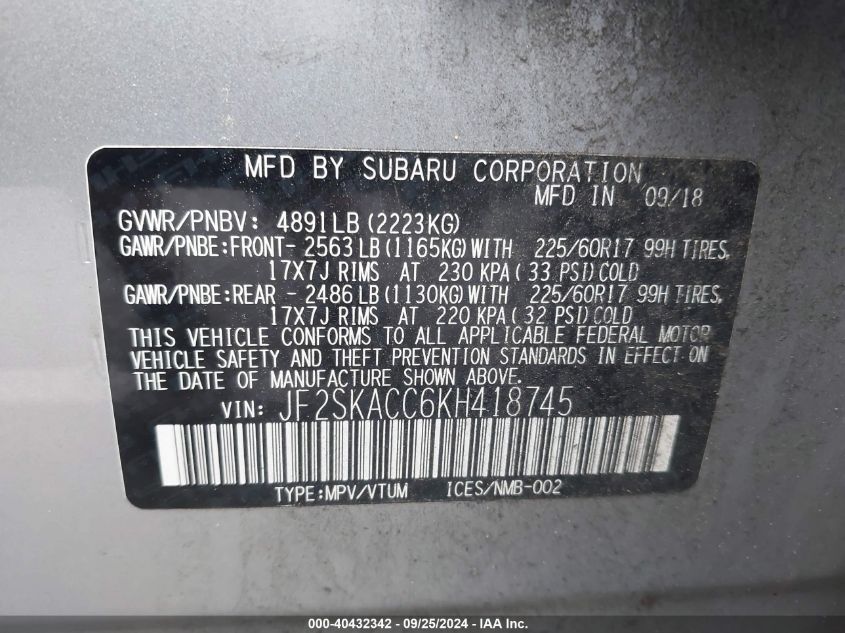 MFD BY SUBARU CORPORATION
MFD IN 09/18
GVWR/PNBV: 4891LB (2223KG)
GAWR/PNBE:FRONT- 2563 LB (1165KG) WITH 225/60R17 99H TIRES,
17X7J RIMS AT 230 KPA ( 33 PSI) COLD
GAWR/PNBE:REAR - 2486 LB (1130KG) WITH 225/60R17 99H TIRES,
17X7J RIMS AT 220 KPA ( 32 PSI) COLD
THIS VEHICLE CONFORMS TO ALL APPLICABLE FEDERAL MOTOR
VEHICLE SAFETY AND THEFT PREVENTION STANDARDS IN EFFECT ON
THE DATE OF MANUFACTURE SHOWN ABOVE.
VIN: JF2SKACC6KH418745
TYPE:MPV/VTUM ICES/NMB-002
000-40432342 / 09/25/2024 - IAA Inc.